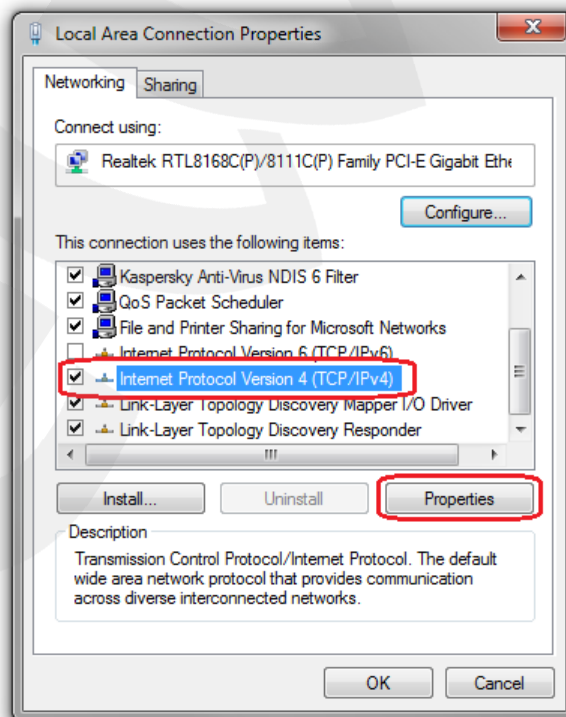 Local Area Connection Properties
Networking
Sharing
Connect using:
Realtek RTL8168C(P)/8111C(P) Family PCI-E Gigabit Ethe
Configure...
This connection uses the following items:
Kaspersky Anti-Virus NDIS 6 Filter
QoS Packet Scheduler
File and Printer Sharing for Microsoft Networks
Internet Protocol Version 6 (TCP/IPv6)
Internet Protocol Version 4 (TCP/IPv4)
Link-Layer Topology Discovery Mapper I/O Driver
Link-Layer Topology Discovery Responder
Install...
Uninstall
Properties
Description
Transmission Control Protocol/Internet Protocol. The default
wide area network protocol that provides communication
across diverse interconnected networks.
OK
Cancel